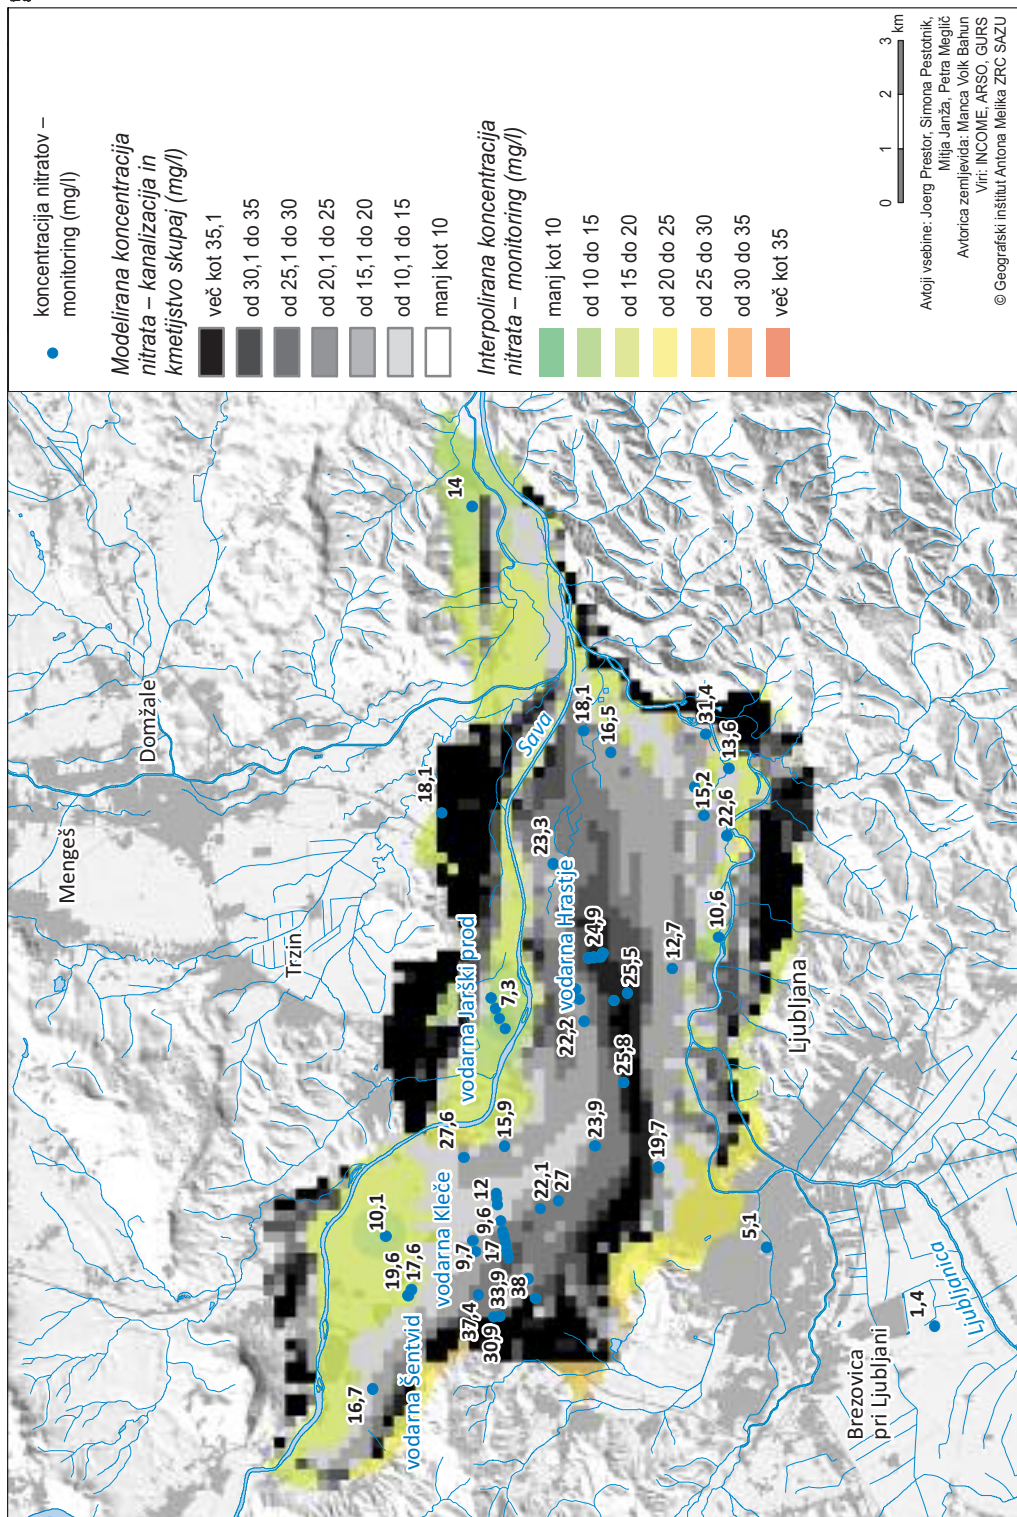 koncentracija nitratov –
monitoring (mg/l)
Modelirana koncentracija
nitrata – kanalizacija in
kmetijstvo skupaj (mg/l)
več kot 35,1
od 30,1 do 35
od 25,1 do 30
od 20,1 do 25
od 15,1 do 20
od 10,1 do 15
manj kot 10
Interpolirana koncentracija
nitrata – monitoring (mg/l)
manj kot 10
od 10 do 15
od 15 do 20
od 20 do 25
od 25 do 30
od 30 do 35
več kot 35
0 1 2 3 km
Avtoji vsebine: Joerg Prestor, Simona Pestotnik,
Mitja Janža, Petra Meglič
Avtorica zemljevida: Manca Volk Bahun
Viri: INCOME, ARSO, GURS
© Geografski inštitut Antona Melika ZRC SAZU
Mengeš
Domžale
Trzin
14
18,1
Sava
vodarna Jarški prod
7,3
23,3
18,1
16,5
vodarna Hrastje
24,9
22,2
25,5
25,8
12,7
31,4
13,6
15,2
22,6
10,6
Ljubljana
27,6
15,9
23,9
19,7
10,1
19,6
17,6
vodarna Kleče
12
9,6
9,7
17
22,1
27
37,4
33,9
30,9
38
16,7
vodarna Šentvid
5,1
1,4
Ljubljanica
Brezovica
pri Ljubljani